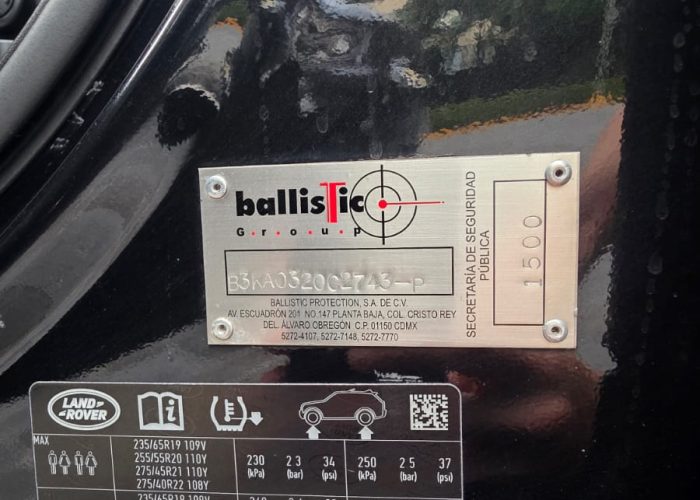 ballisTic
G.r.o.u.p
B3KA0320C2743-P
BALLISTIC PROTECTION, S.A. DE C.V.
AV. ESCUADRÓN 201 NO.147 PLANTA BAJA, COL. CRISTO REY
DEL. ÁLVARO OBREGÓN C.P. 01150 CDMX
5272-4107, 5272-7148, 5272-7770
SECRETARÍA DE SEGURIDAD
PÚBLICA
1500
LAND
ROVER
MAX
235/65R19 109V
255/55R20 110Y
275/45R21 110Y
275/40R22 108Y
230 (kPa) 2.3 (bar) 34 (psi) 250 (kPa) 2.5 (bar) 37 (psi)